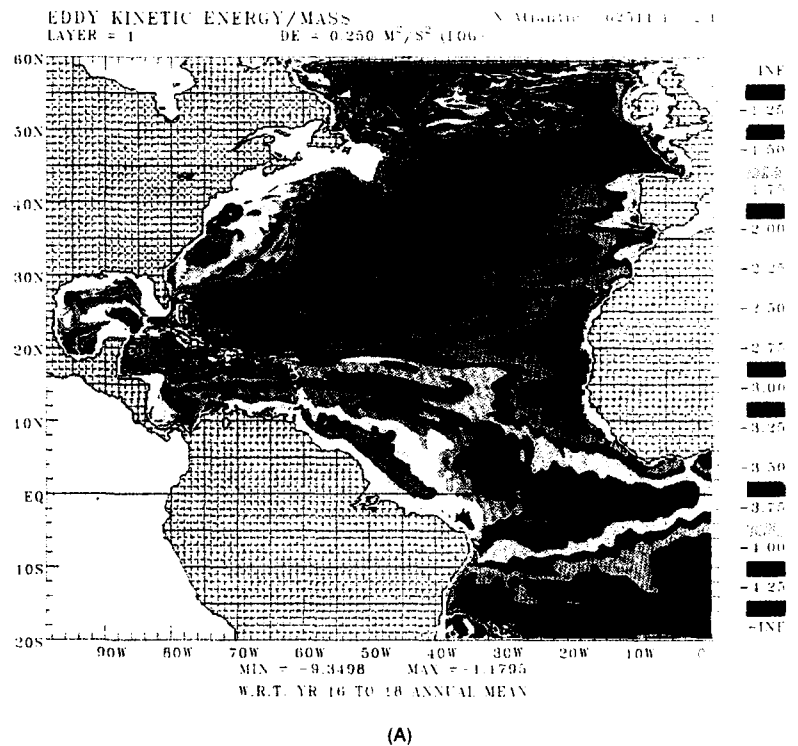 EDDY KINETIC ENERGY/MASS N Atlantic
LAYER = 1 DE = 0.250 M²/S² (LOG)
60N
50N
40N
30N
20N
10N
EQ
10S
20S
90W 80W 70W 60W 50W 40W 30W 20W 10W 0
INF
-1.25
-1.50
-1.75
-2.00
-2.25
-2.50
-2.75
-3.00
-3.25
-3.50
-3.75
-4.00
-4.25
-INF
MIN = -9.3498 MAX = -1.1795
W.R.T. YR 16 TO 18 ANNUAL MEAN
(A)